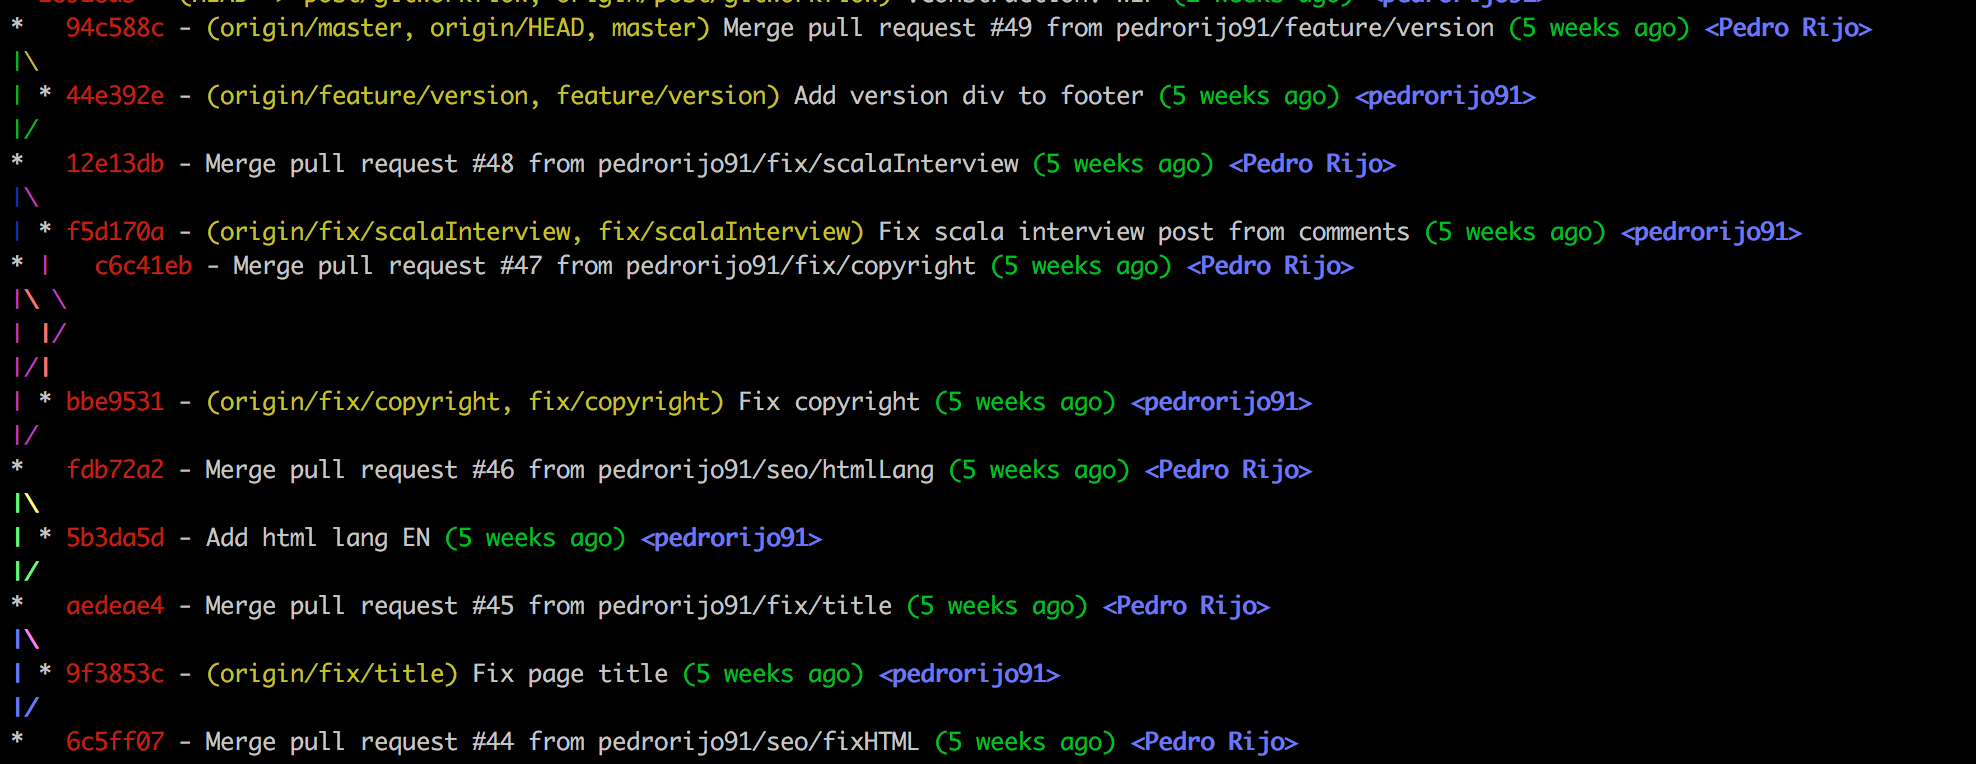 * 94c588c - (origin/master, origin/HEAD, master) Merge pull request #49 from pedrorijo91/feature/version (5 weeks ago) <Pedro Rijo>
|\
| * 44e392e - (origin/feature/version, feature/version) Add version div to footer (5 weeks ago) <pedrorijo91>
|/
* 12e13db - Merge pull request #48 from pedrorijo91/fix/scalaInterview (5 weeks ago) <Pedro Rijo>
|\
| * f5d170a - (origin/fix/scalaInterview, fix/scalaInterview) Fix scala interview post from comments (5 weeks ago) <pedrorijo91>
* | c6c41eb - Merge pull request #47 from pedrorijo91/fix/copyright (5 weeks ago) <Pedro Rijo>
|\ \
| |/
|/|
| * bbe9531 - (origin/fix/copyright, fix/copyright) Fix copyright (5 weeks ago) <pedrorijo91>
|/
* fdb72a2 - Merge pull request #46 from pedrorijo91/seo/htmlLang (5 weeks ago) <Pedro Rijo>
|\
| * 5b3da5d - Add html lang EN (5 weeks ago) <pedrorijo91>
|/
* aedeae4 - Merge pull request #45 from pedrorijo91/fix/title (5 weeks ago) <Pedro Rijo>
|\
| * 9f3853c - (origin/fix/title) Fix page title (5 weeks ago) <pedrorijo91>
|/
* 6c5ff07 - Merge pull request #44 from pedrorijo91/seo/fixHTML (5 weeks ago) <Pedro Rijo>